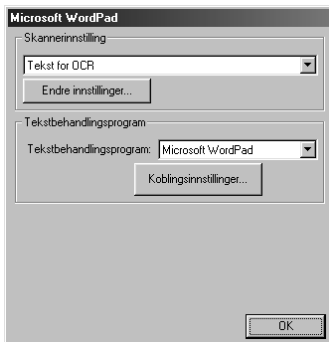 Microsoft WordPad
Skannerinnstilling
Tekst for OCR
Endre innstillinger...
Tekstbehandlingsprogram
Tekstbehandlingsprogram: Microsoft WordPad
Koblingsinnstillinger...
OK